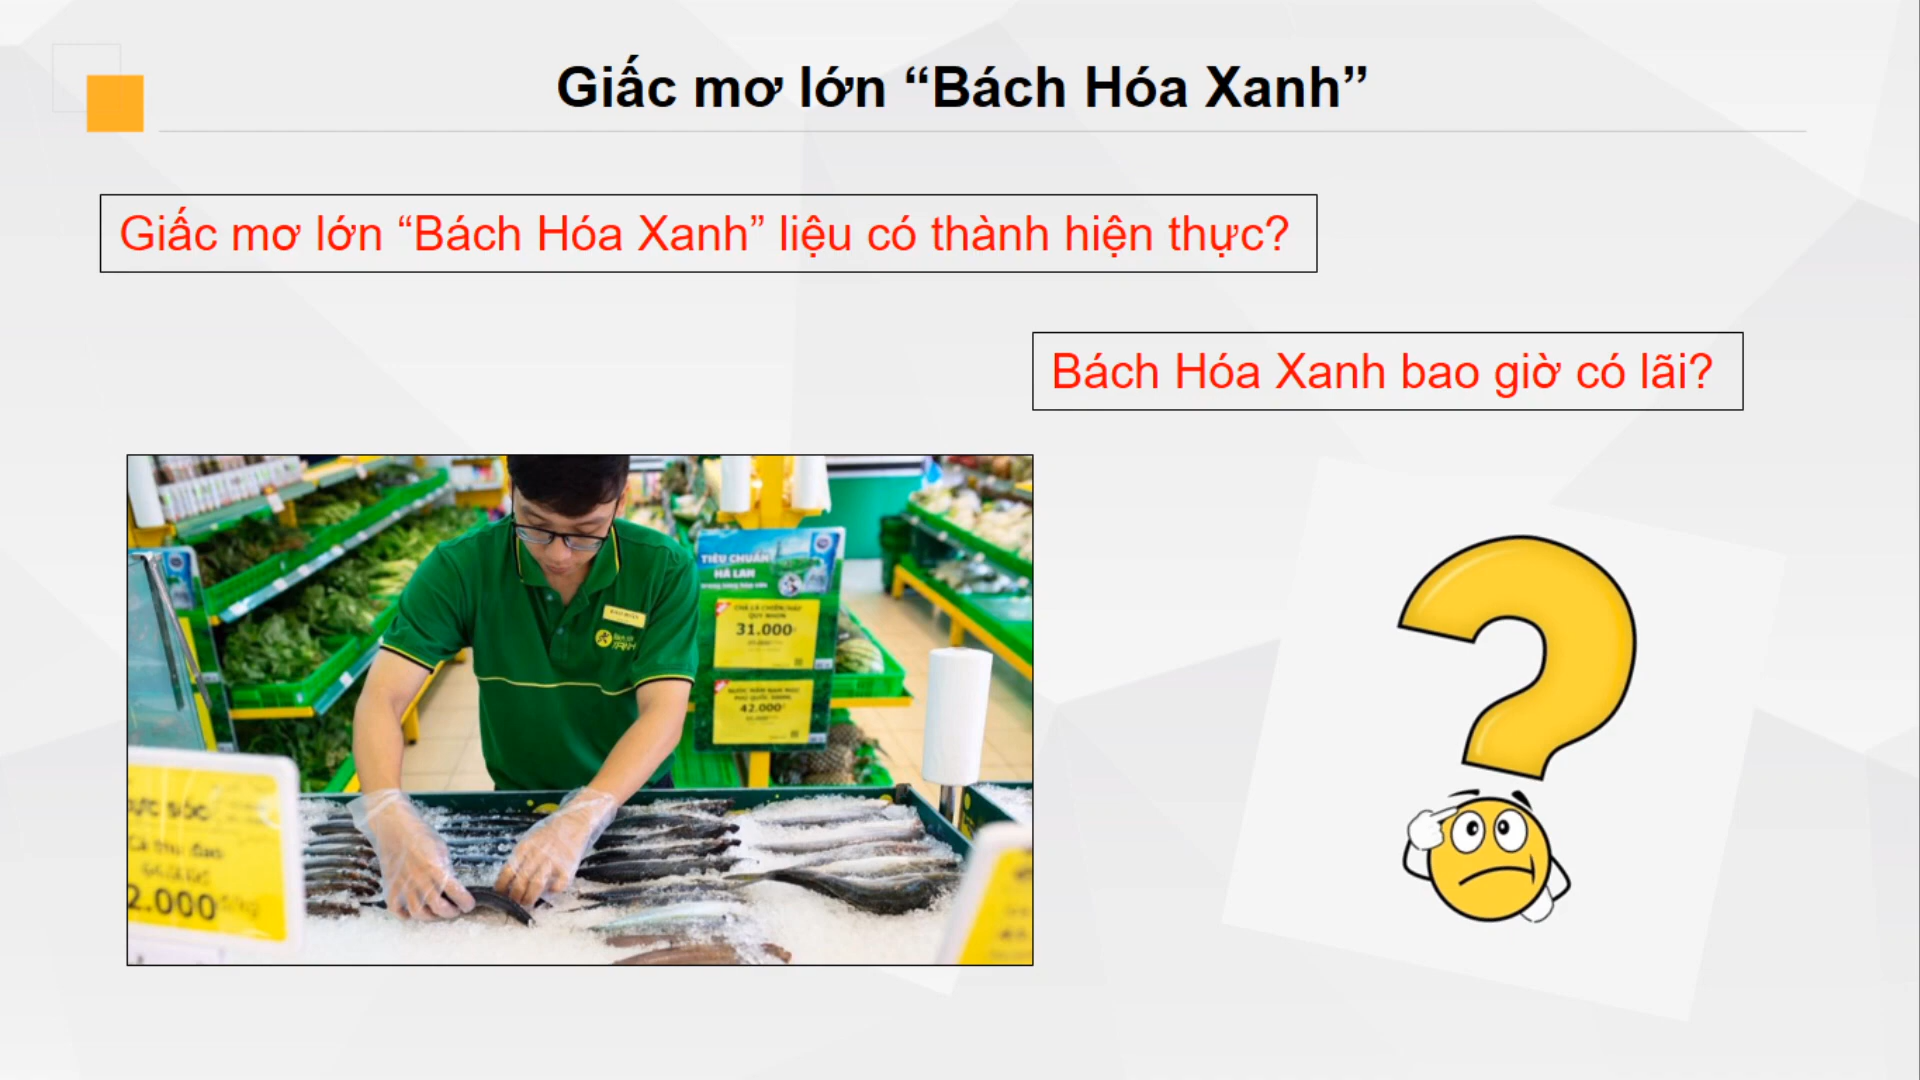 Giấc mơ lớn “Bách Hóa Xanh”
Giấc mơ lớn “Bách Hóa Xanh” liệu có thành hiện thực?
Bách Hóa Xanh bao giờ có lãi?
TIÊU CHUẨN
HÀ LAN
31.000
42.000
XANH
2.000